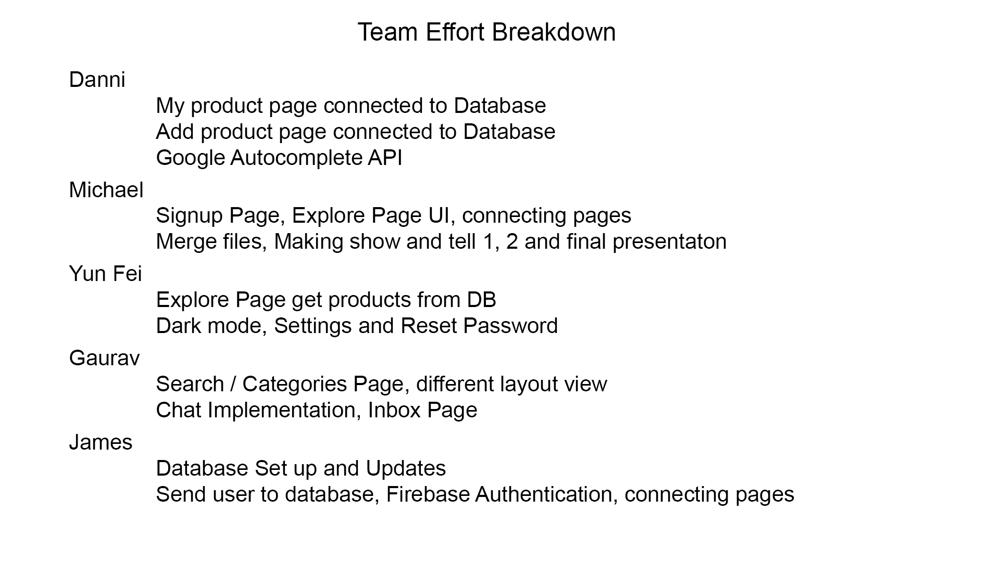 Team Effort Breakdown
Danni
My product page connected to Database
Add product page connected to Database
Google Autocomplete API
Michael
Signup Page, Explore Page UI, connecting pages
Merge files, Making show and tell 1, 2 and final presentaton
Yun Fei
Explore Page get products from DB
Dark mode, Settings and Reset Password
Gaurav
Search / Categories Page, different layout view
Chat Implementation, Inbox Page
James
Database Set up and Updates
Send user to database, Firebase Authentication, connecting pages